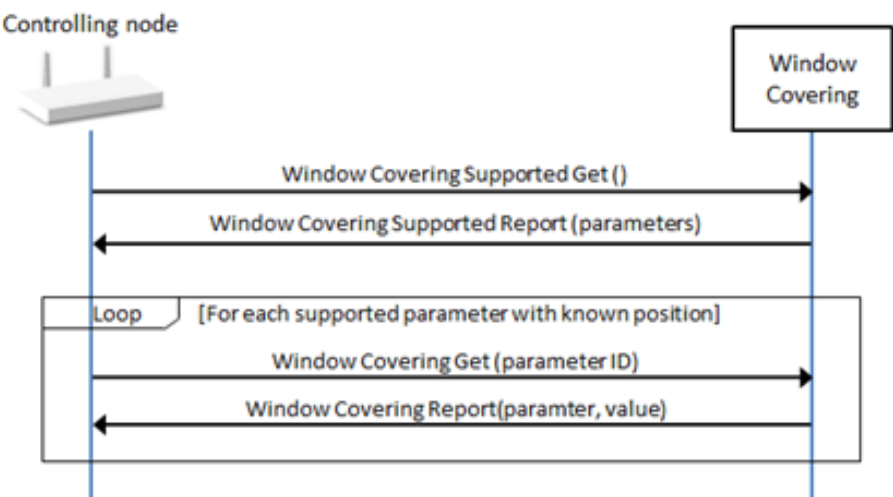 Controlling node
Window
Covering
Window Covering Supported Get ()
Window Covering Supported Report (parameters)
Loop [For each supported parameter with known position]
Window Covering Get (parameter ID)
Window Covering Report(paramter, value)